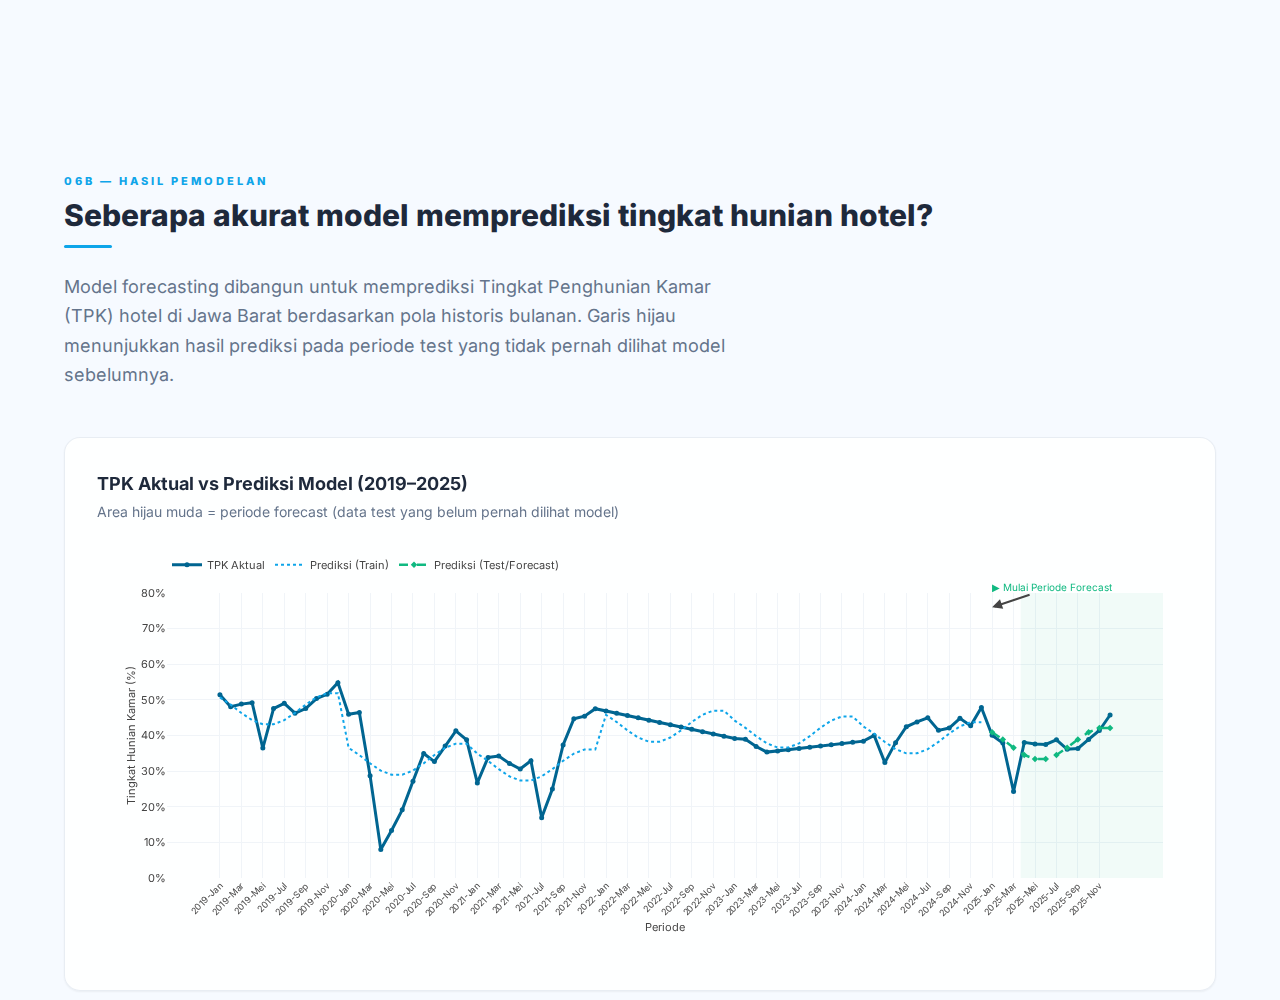 06B — HASIL PEMODELAN
Seberapa akurat model memprediksi tingkat hunian hotel?
Model forecasting dibangun untuk memprediksi Tingkat Penghunian Kamar
(TPK) hotel di Jawa Barat berdasarkan pola historis bulanan. Garis hijau
menunjukkan hasil prediksi pada periode test yang tidak pernah dilihat model
sebelumnya.
TPK Aktual vs Prediksi Model (2019–2025)
Area hijau muda = periode forecast (data test yang belum pernah dilihat model)
TPK Aktual
Prediksi (Train)
Prediksi (Test/Forecast)
▶ Mulai Periode Forecast
80%
70%
60%
50%
40%
30%
20%
10%
0%
Tingkat Hunian Kamar (%)
2019-Jan
2019-Mar
2019-Mei
2019-Jul
2019-Sep
2019-Nov
2020-Jan
2020-Mar
2020-Mei
2020-Jul
2020-Sep
2020-Nov
2021-Jan
2021-Mar
2021-Mei
2021-Jul
2021-Sep
2021-Nov
2022-Jan
2022-Mar
2022-Mei
2022-Jul
2022-Sep
2022-Nov
2023-Jan
2023-Mar
2023-Mei
2023-Jul
2023-Sep
2023-Nov
2024-Jan
2024-Mar
2024-Mei
2024-Jul
2024-Sep
2024-Nov
2025-Jan
2025-Mar
2025-Mei
2025-Jul
2025-Sep
2025-Nov
Periode